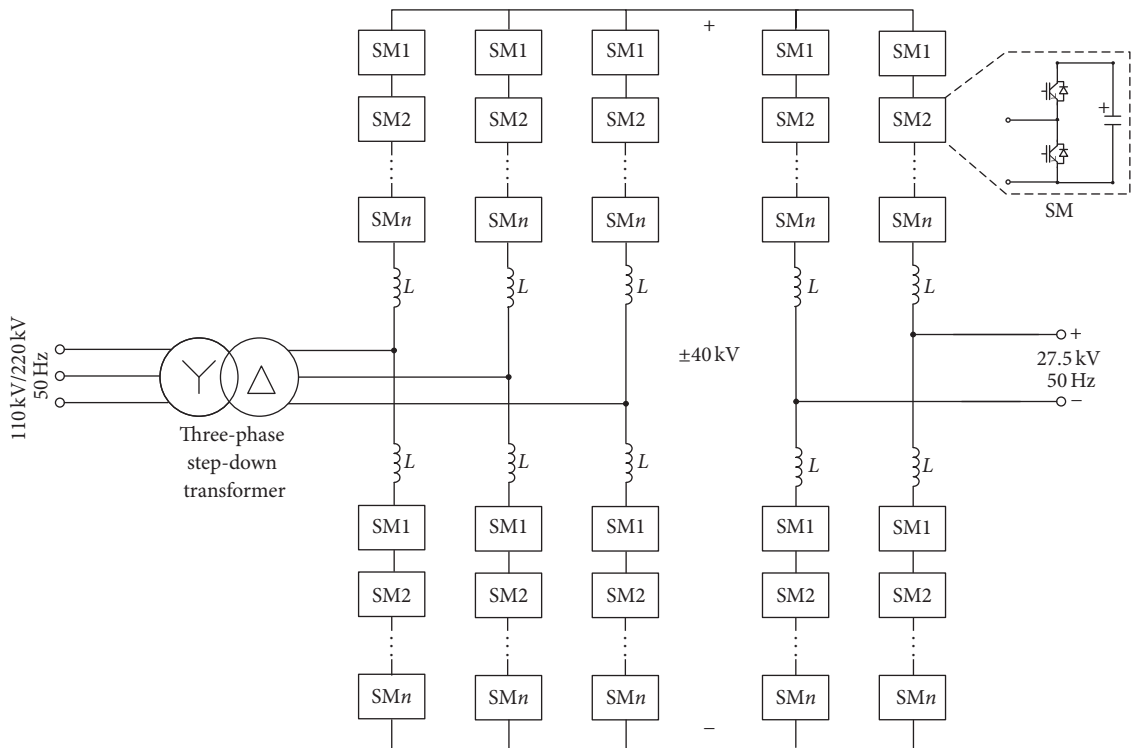 +
SM1 SM1 SM1 SM1 SM1
SM2 SM2 SM2 SM2 SM2
+
SMn SMn SMn SMn SMn
SM
L L L L L
110 kV/220 kV
50 Hz
±40 kV
+
27.5 kV
50 Hz
−
Three-phase
step-down
transformer
L L L L L
SM1 SM1 SM1 SM1 SM1
SM2 SM2 SM2 SM2 SM2
SMn SMn SMn SMn SMn
−